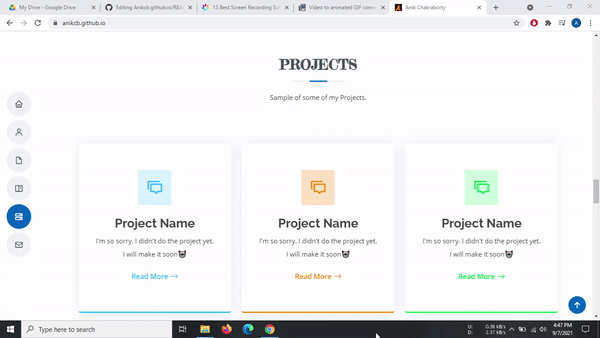 My Drive - Google Drive
Editing Anikcb.github.io/REA
15 Best Screen Recording So
Video to animated GIF conv
Anik Chakraborty
anikcb.github.io
PROJECTS
Sample of some of my Projects.
Project Name
I'm so sorry. I didn't do the project yet.
I will make it soon
Read More →
Project Name
I'm so sorry. I didn't do the project yet.
I will make it soon
Read More →
Project Name
I'm so sorry. I didn't do the project yet.
I will make it soon
Read More →
Type here to search
U: 0.38 kB/s
D: 2.37 kB/s
4:47 PM
9/7/2021